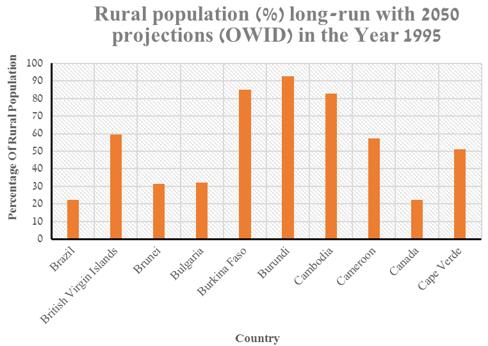 Rural population (%) long-run with 2050
projections (OWID) in the Year 1995
Percentage Of Rural Population
100
90
80
70
60
50
40
30
20
10
0
Brazil
British Virgin Islands
Brunei
Bulgaria
Burkina Faso
Burundi
Cambodia
Cameroon
Canada
Cape Verde
Country